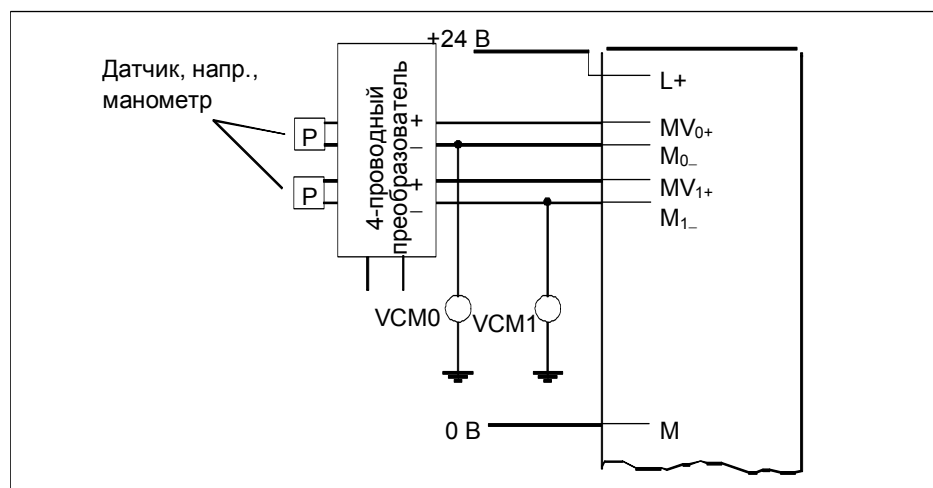 +24 В
Датчик, напр.,
манометр
4-проводный
преобразователь
L+
P
+
–
MV0+
M0–
P
+
–
MV1+
M1–
VCM0
VCM1
0 В
M